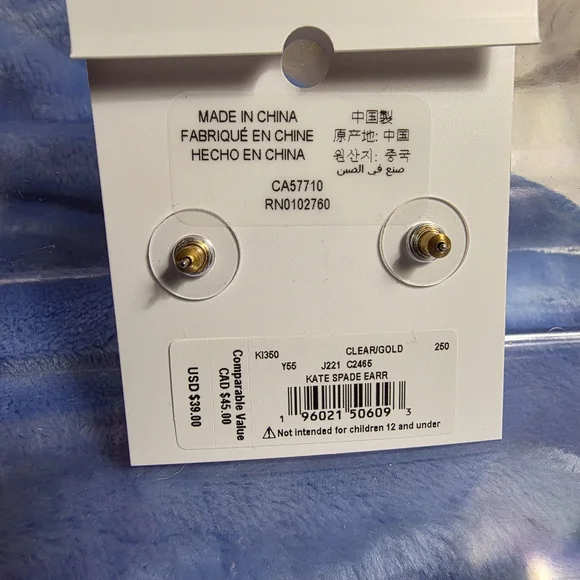 MADE IN CHINA
FABRIQUÉ EN CHINE
HECHO EN CHINA
中国製
原产地: 中国
원산지: 중국
صنع في الصين
CA57710
RN0102760
KI350 CLEAR/GOLD 250
Y55 J221 C2465
KATE SPADE EARR
1 96021 50609 3
⚠Not intended for children 12 and under
Comparable Value
CAD $45.00
USD $39.00